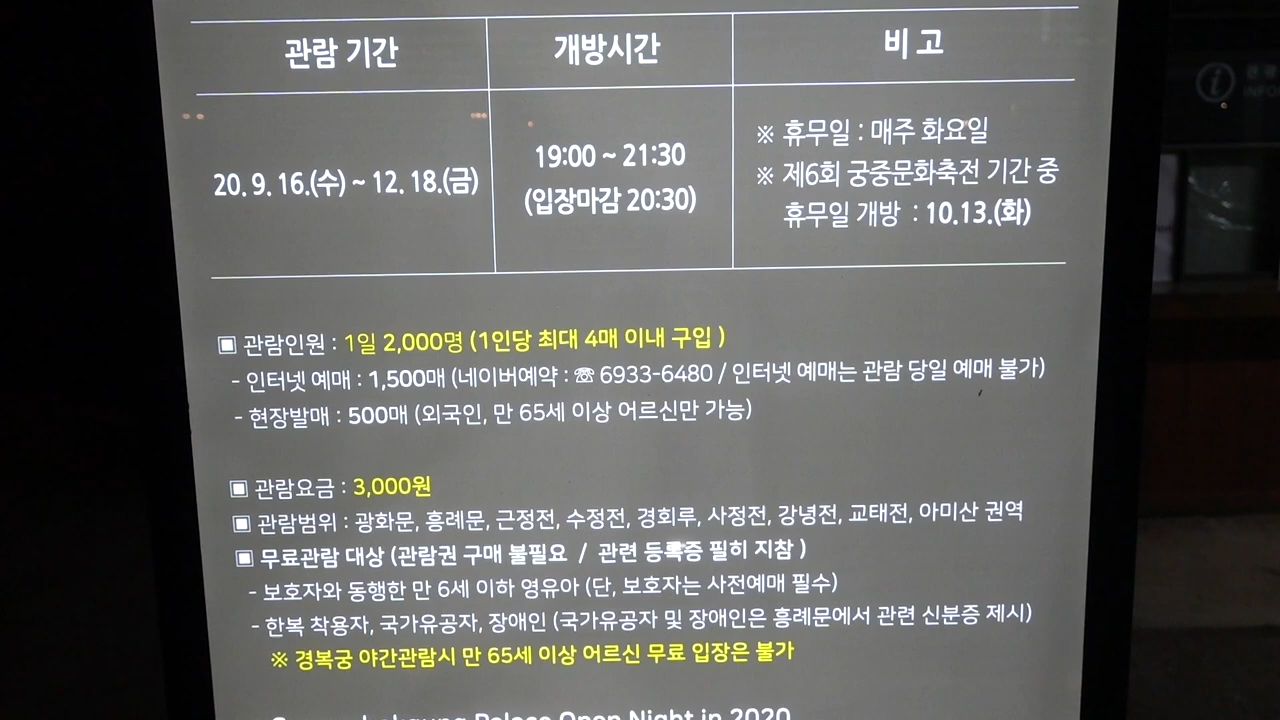 관람 기간 개방시간 비 고
20. 9. 16.(수) ~ 12. 18.(금)
19:00 ~ 21:30
(입장마감 20:30)
※ 휴무일 : 매주 화요일
※ 제6회 궁중문화축전 기간 중
휴무일 개방 : 10.13.(화)
▣ 관람인원 : 1일 2,000명 (1인당 최대 4매 이내 구입 )
- 인터넷 예매 : 1,500매 (네이버예약 : ☏ 6933-6480 / 인터넷 예매는 관람 당일 예매 불가)
- 현장발매 : 500매 (외국인, 만 65세 이상 어르신만 가능)
▣ 관람요금 : 3,000원
▣ 관람범위 : 광화문, 흥례문, 근정전, 수정전, 경회루, 사정전, 강녕전, 교태전, 아미산 권역
▣ 무료관람 대상 (관람권 구매 불필요 / 관련 등록증 필히 지참 )
- 보호자와 동행한 만 6세 이하 영유아 (단, 보호자는 사전예매 필수)
- 한복 착용자, 국가유공자, 장애인 (국가유공자 및 장애인은 흥례문에서 관련 신분증 제시)
※ 경복궁 야간관람시 만 65세 이상 어르신 무료 입장은 불가
Palace Open Night in 2020